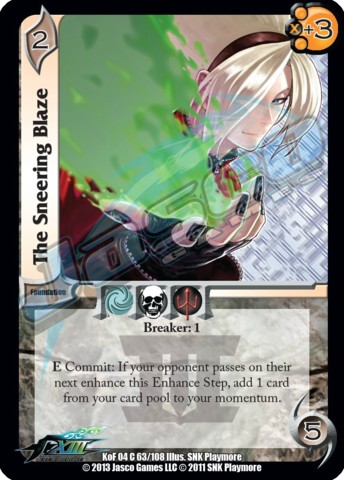 2
x+3
The Sneering Blaze
Foundation
Breaker: 1
E Commit: If your opponent passes on their
next enhance this Enhance Step, add 1 card
from your card pool to your momentum.
XIII
5
KoF 04 C 63/108 Illus. SNK Playmore
© 2013 Jasco Games LLC © 2011 SNK Playmore